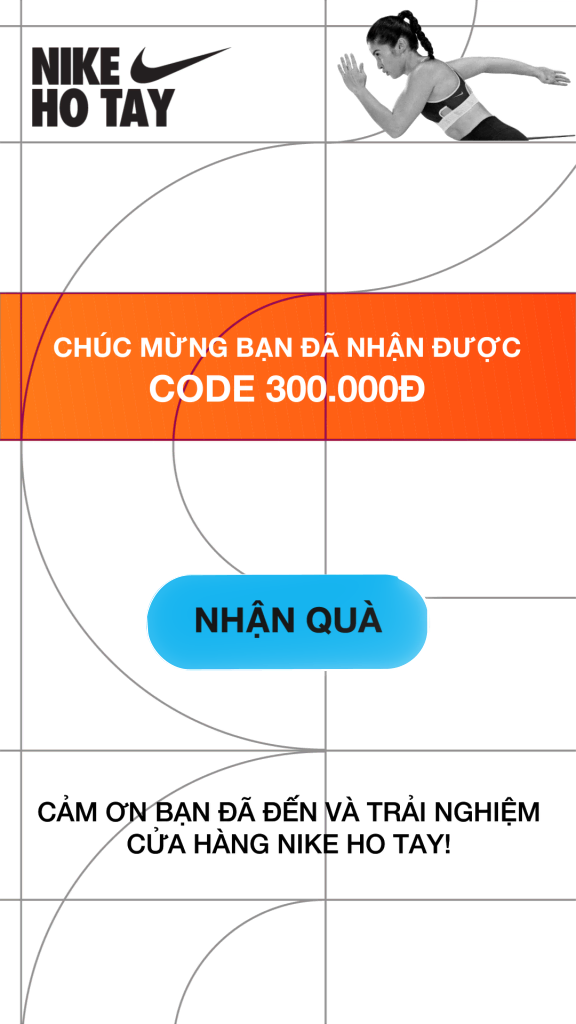 NIKE
HO TAY
CHÚC MỪNG BẠN ĐÃ NHẬN ĐƯỢC
CODE 300.000Đ
NHẬN QUÀ
CẢM ƠN BẠN ĐÃ ĐẾN VÀ TRẢI NGHIỆM
CỬA HÀNG NIKE HO TAY!